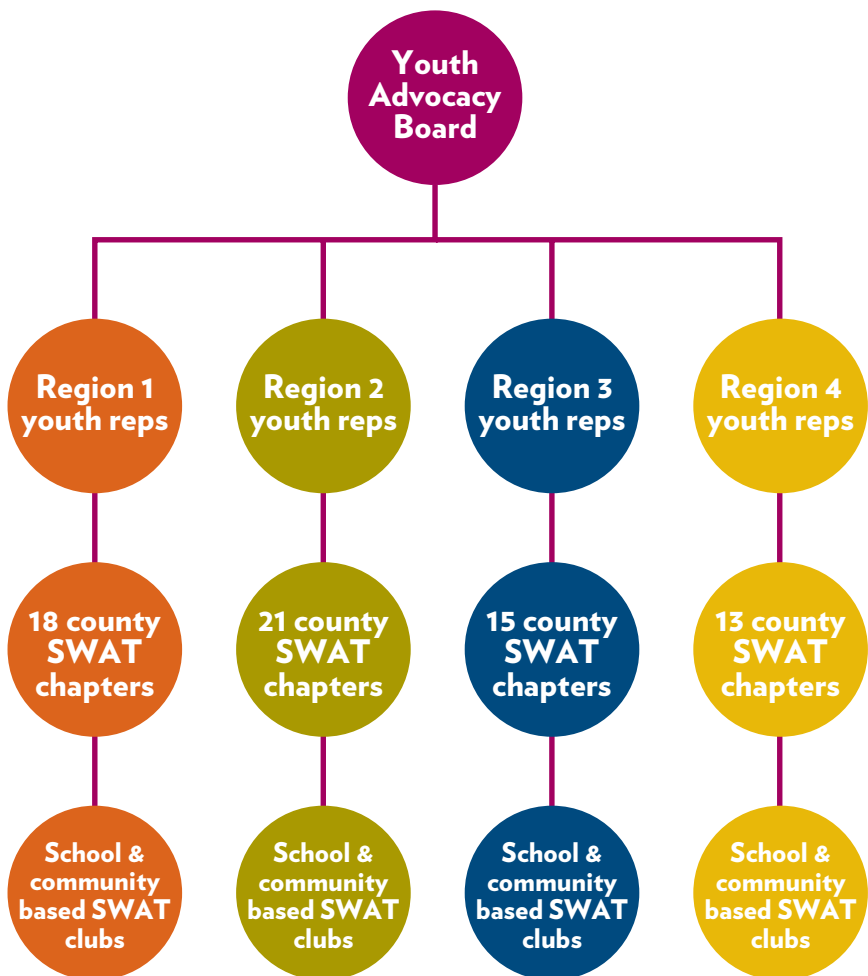 Youth
Advocacy
Board
Region 1
youth reps
Region 2
youth reps
Region 3
youth reps
Region 4
youth reps
18 county
SWAT
chapters
21 county
SWAT
chapters
15 county
SWAT
chapters
13 county
SWAT
chapters
School &
community
based SWAT
clubs
School &
community
based SWAT
clubs
School &
community
based SWAT
clubs
School &
community
based SWAT
clubs